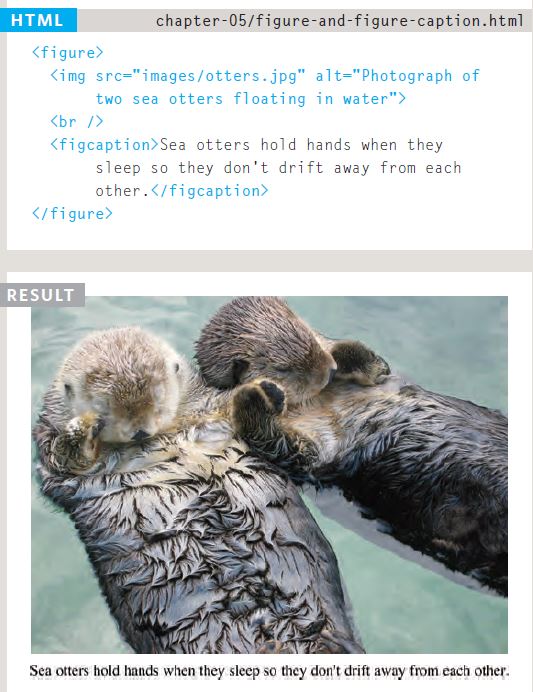 HTML chapter-05/figure-and-figure-caption.html
<figure>
<img src="images/otters.jpg" alt="Photograph of
two sea otters floating in water">
<br />
<figcaption>Sea otters hold hands when they
sleep so they don't drift away from each
other.</figcaption>
</figure>
RESULT
Sea otters hold hands when they sleep so they don't drift away from each other.